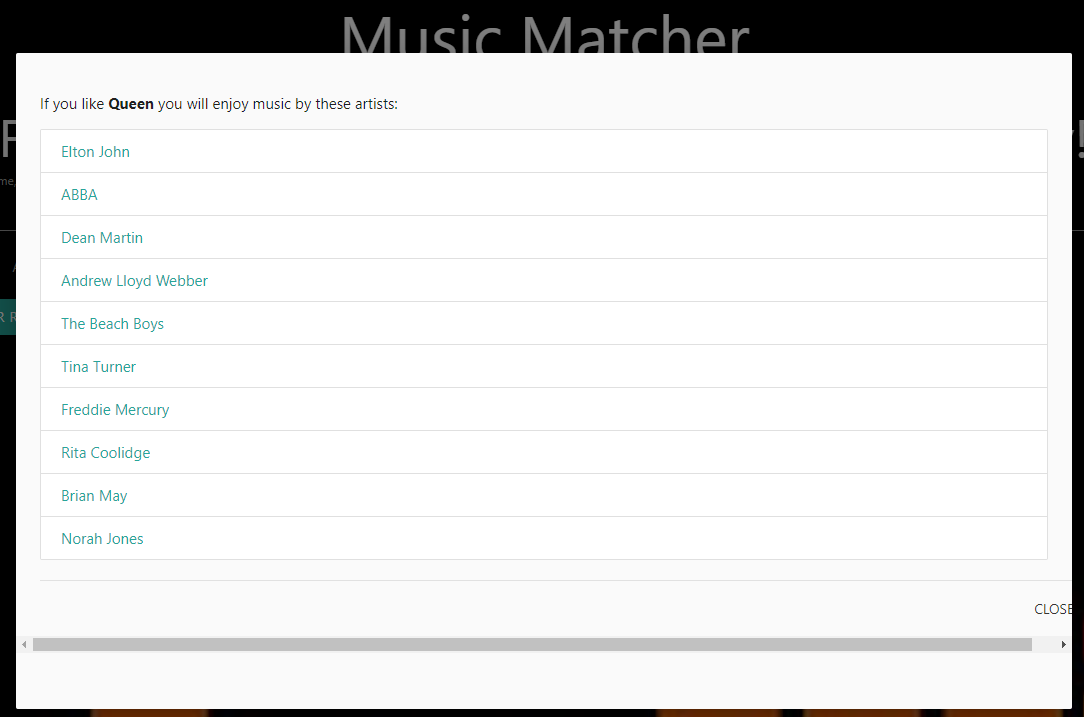 Music Matcher
If you like Queen you will enjoy music by these artists:
me,
Elton John
ABBA
Dean Martin
Andrew Lloyd Webber
R R
The Beach Boys
Tina Turner
Freddie Mercury
Rita Coolidge
Brian May
Norah Jones
CLOSE